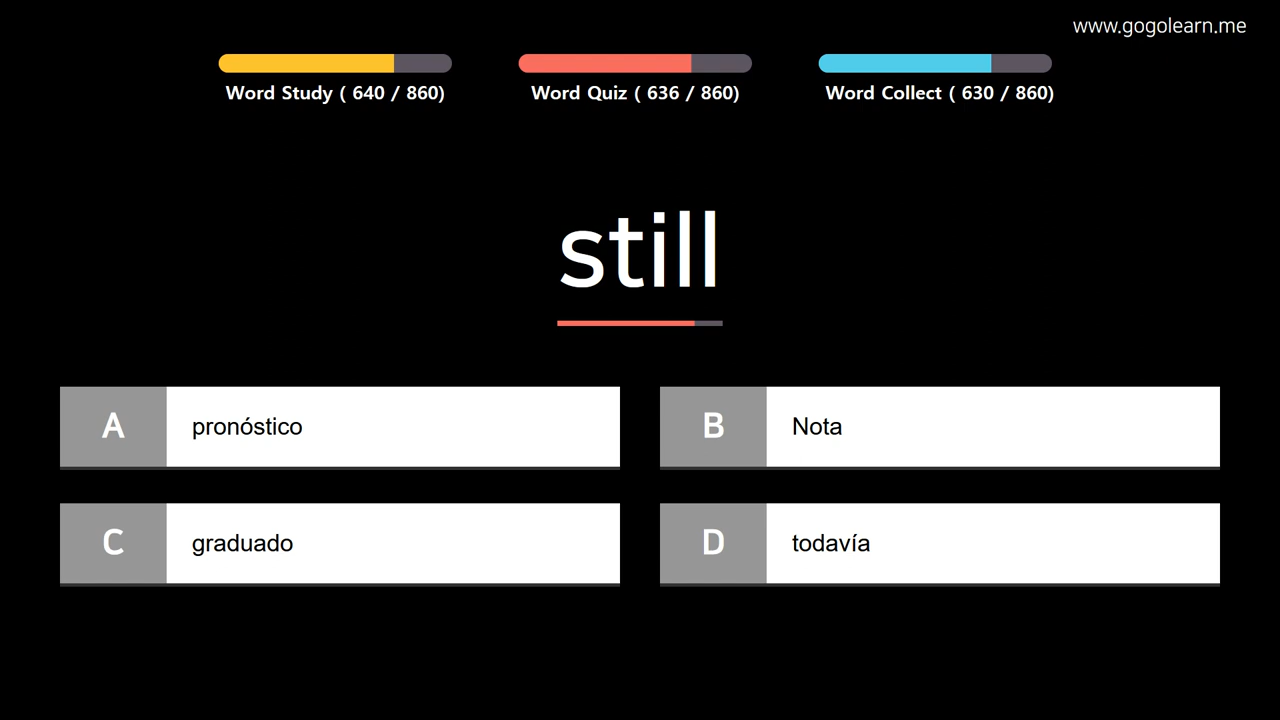 www.gogolearn.me
Word Study ( 640 / 860)
Word Quiz ( 636 / 860)
Word Collect ( 630 / 860)
still
A pronóstico
B Nota
C graduado
D todavía